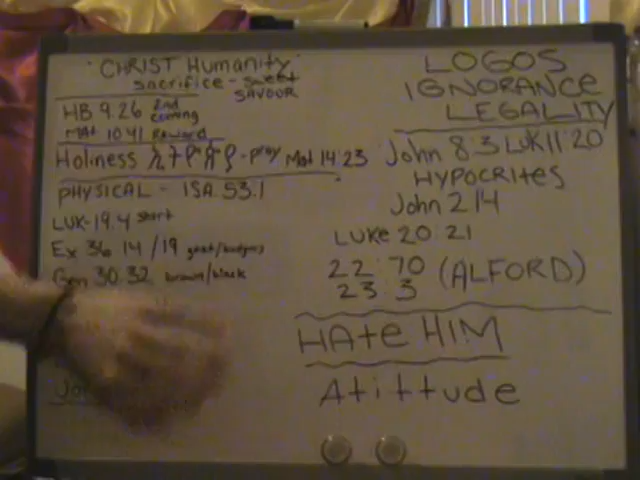 CHRIST Humanity
sacrifice - sweet
SAVOUR
HB 9.26 2nd coming
Mat 10 41 Reward
Holiness - pray Mat 14:23
PHYSICAL - ISA. 53.1
LUK-19.4 short
Ex 36 14/19 goat/badgers
Gen 30 32 brown/black
Jo
LOGOS
IGNORANCE
LEGALITY
John 8:3 LUK 11:20
HYPOCRITES
John 2 14
Luke 20:21
22:70 (ALFORD)
23:3
HAte HIM
Atittude